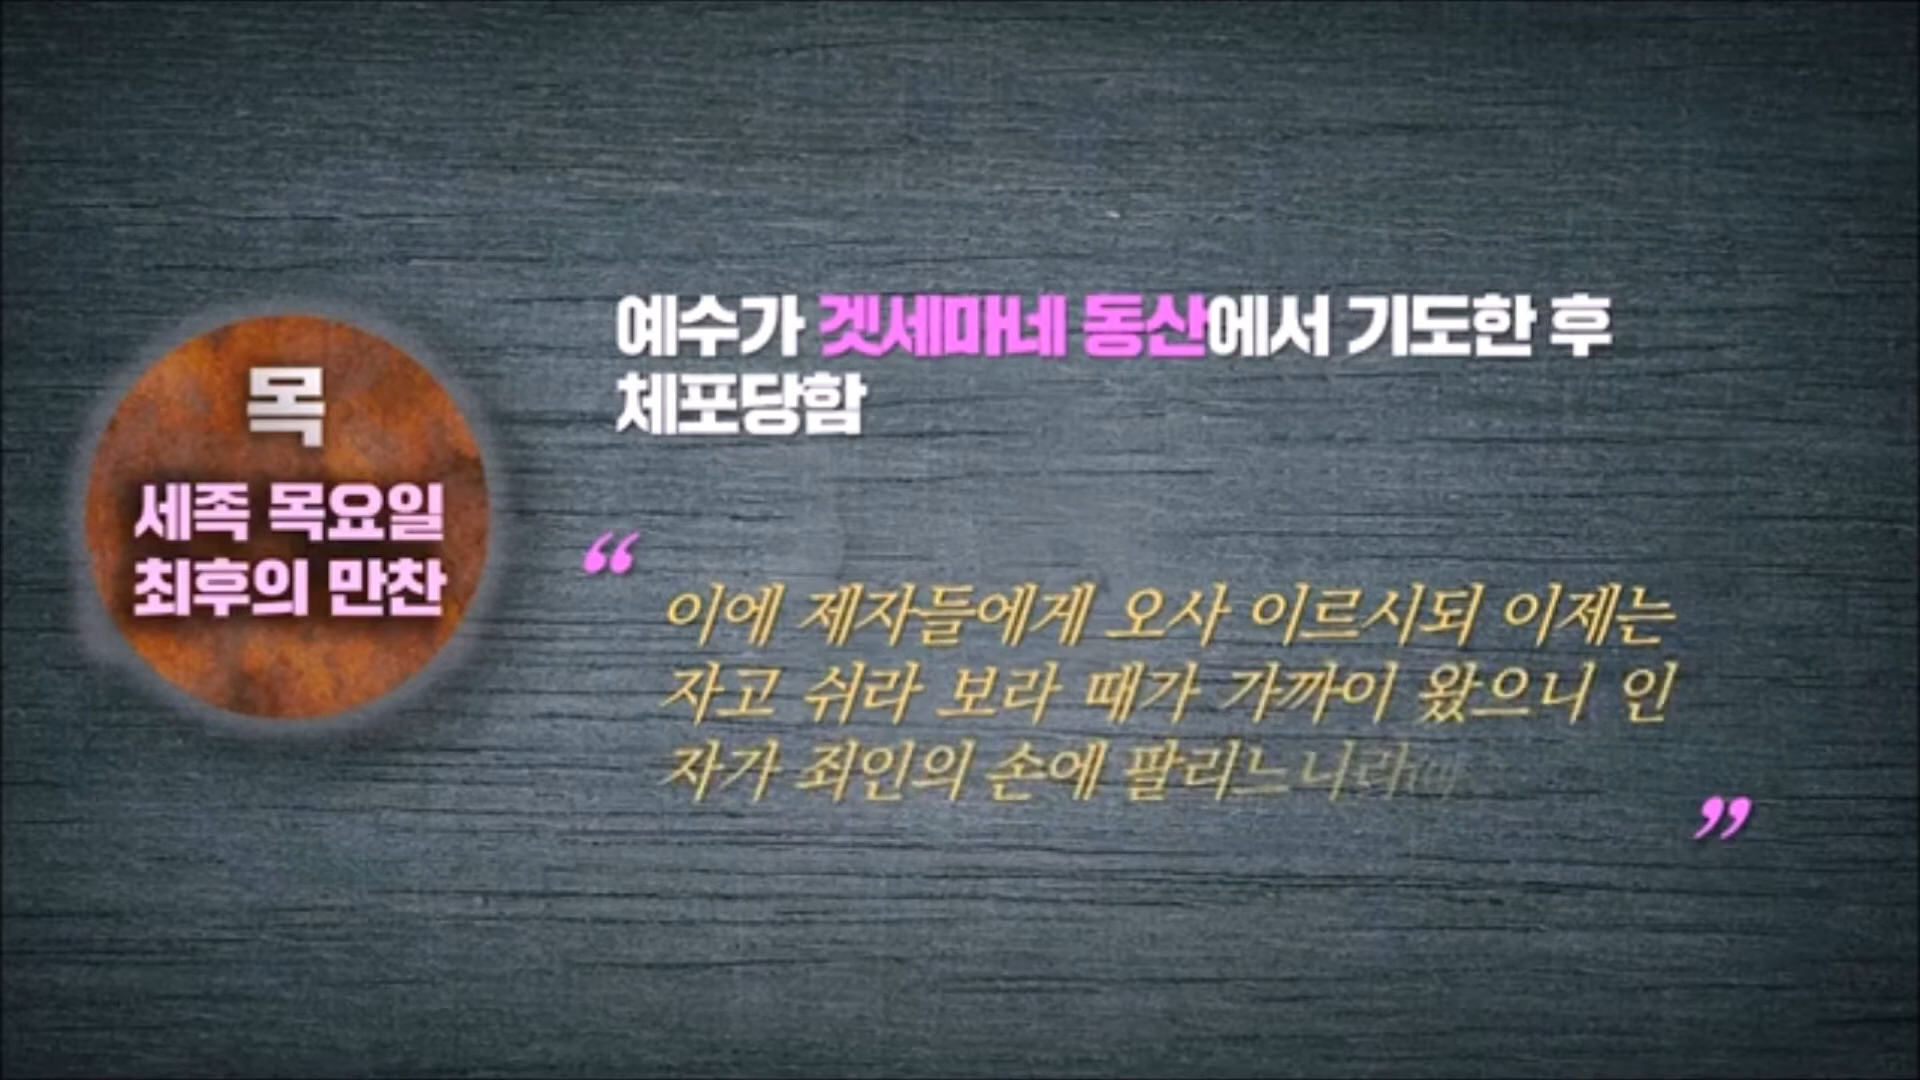 목
세족 목요일
최후의 만찬
예수가 겟세마네 동산에서 기도한 후
체포당함
“
이에 제자들에게 오사 이르시되 이제는
자고 쉬라 보라 때가 가까이 왔으니 인
자가 죄인의 손에 팔리느니라
”